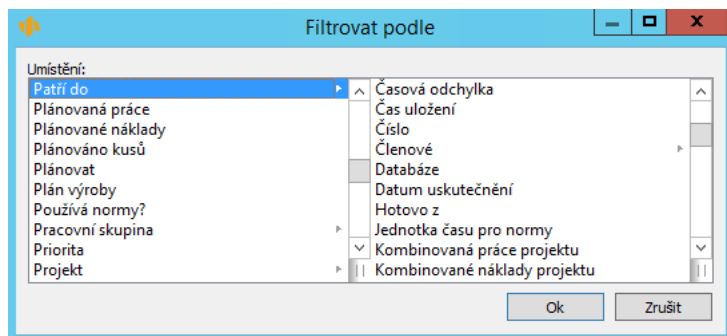 Filtrovat podle
Umístění:
Patří do
Plánovaná práce
Plánované náklady
Plánováno kusů
Plánovat
Plán výroby
Používá normy?
Pracovní skupina
Priorita
Projekt
Časová odchylka
Čas uložení
Číslo
Členové
Databáze
Datum uskutečnění
Hotovo z
Jednotka času pro normy
Kombinovaná práce projektu
Kombinované náklady projektu
Ok
Zrušit